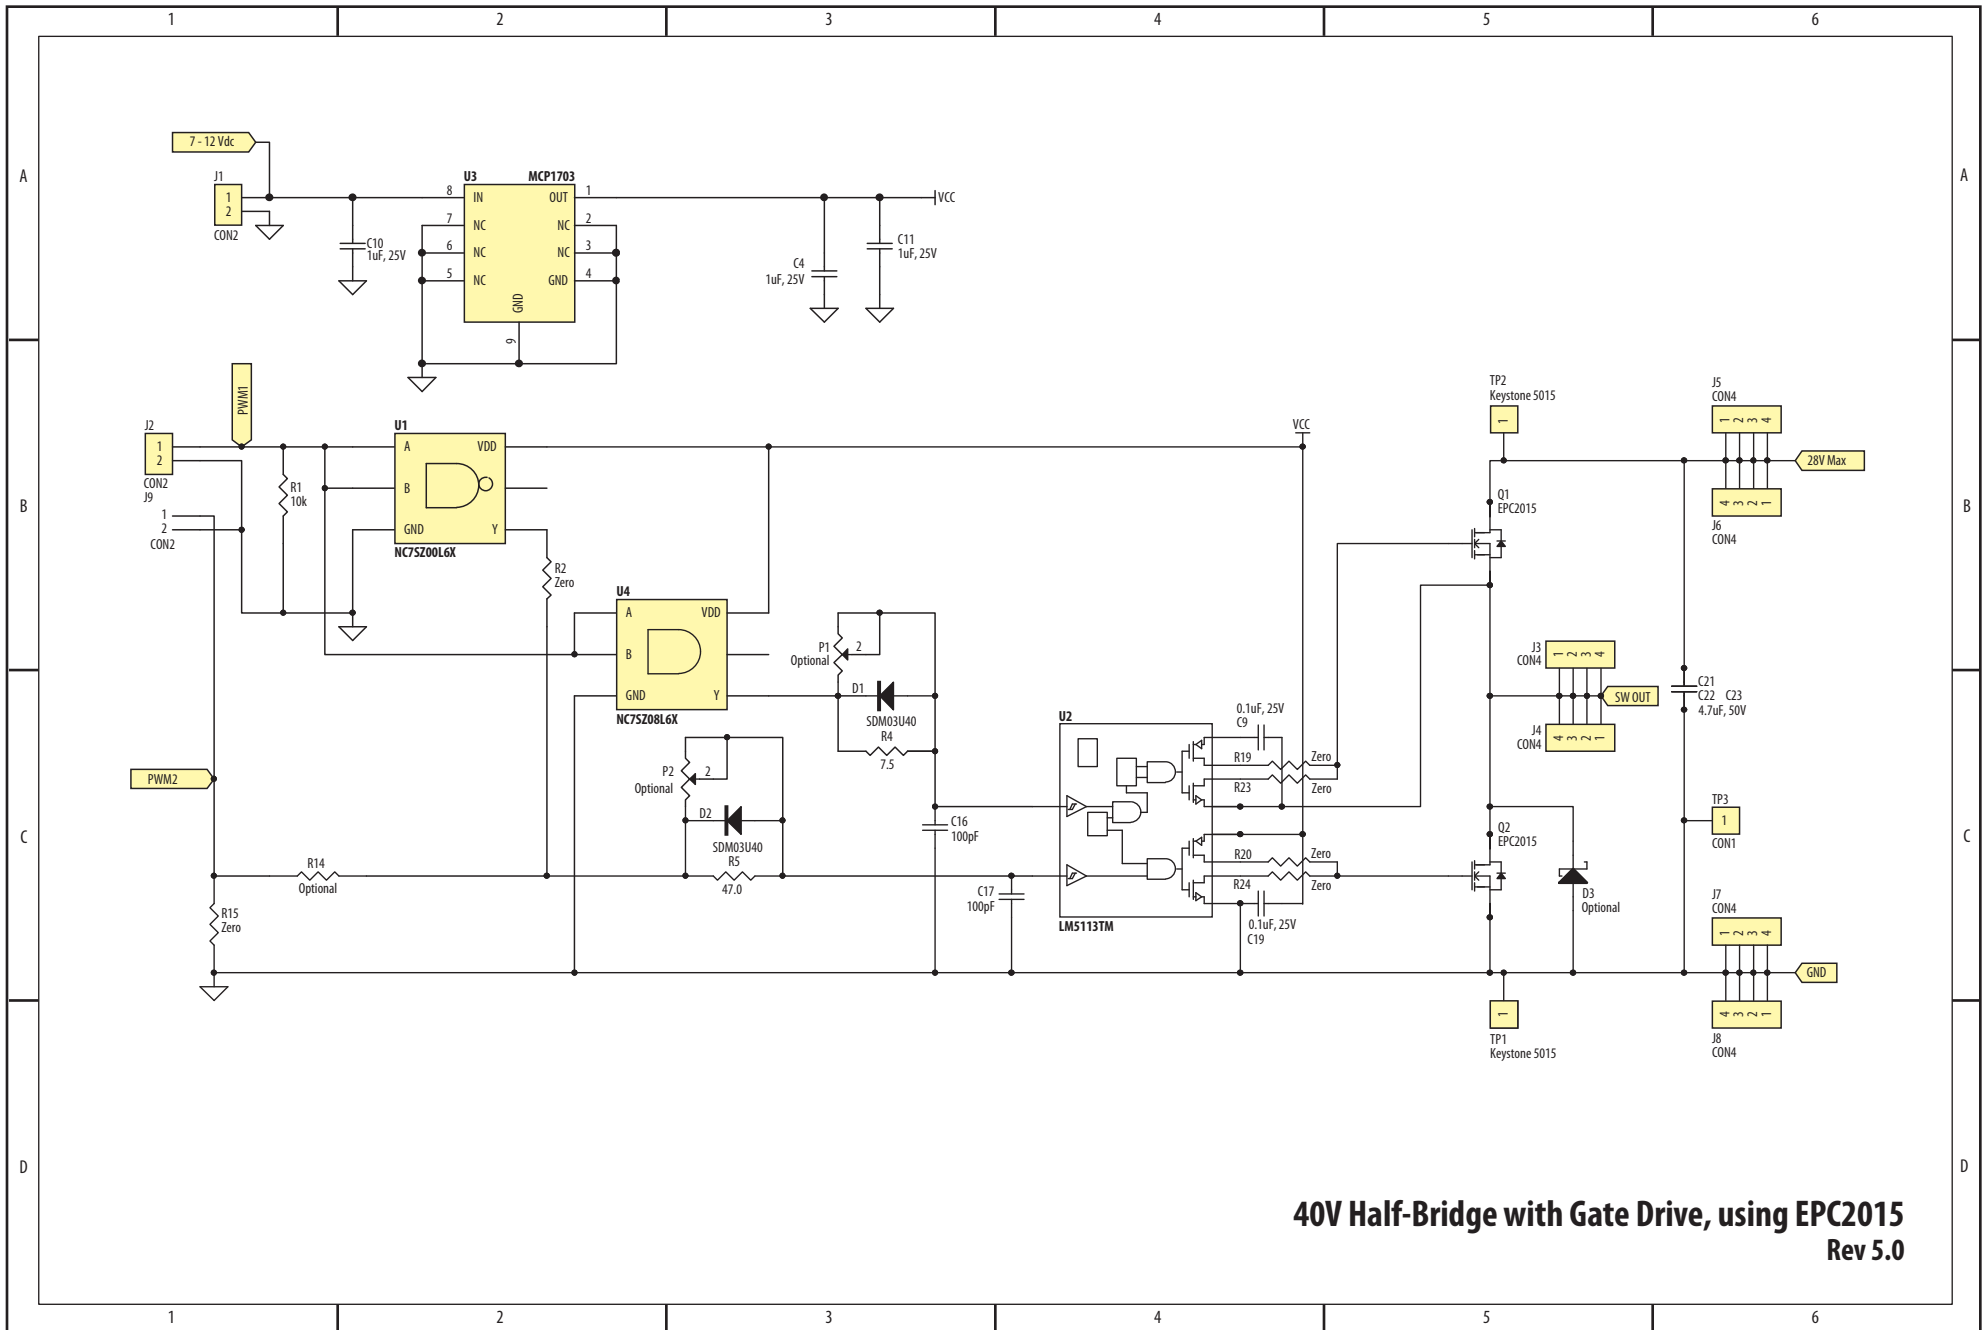 1 2 3 4 5 6
A A
7 - 12 Vdc
J1
1
2
CON2
U3 MCP1703
8 IN OUT 1
7 NC NC 2
6 NC NC 3
5 NC GND 4
GND
9
VCC
C10
1uF, 25V
C4
1uF, 25V
C11
1uF, 25V
B B
PWM1
J2
1
2
CON2
J9
1
2
CON2
R1
10k
U1
A VDD
B
GND Y
NC7SZ00L6X
R2
Zero
U4
A VDD
B
GND Y
NC7SZ08L6X
P1
Optional
2
D1
SDM03U40
R4
7.5
VCC
TP2
Keystone 5015
1
Q1
EPC2015
J5
CON4
1 2 3 4
28V Max
4 3 2 1
J6
CON4
J3
CON4
1 2 3 4
SW OUT
J4
CON4
4 3 2 1
C21
C22 C23
4.7uF, 50V
C C
PWM2
R14
Optional
R15
Zero
P2
Optional
2
D2
SDM03U40
R5
47.0
C16
100pF
C17
100pF
U2
LM5113TM
0.1uF, 25V
C9
R19 Zero
R23 Zero
R20 Zero
R24 Zero
0.1uF, 25V
C19
Q2
EPC2015
D3
Optional
TP3
1
CON1
J7
CON4
1 2 3 4
GND
4 3 2 1
J8
CON4
1
TP1
Keystone 5015
D D
40V Half-Bridge with Gate Drive, using EPC2015
Rev 5.0
1 2 3 4 5 6